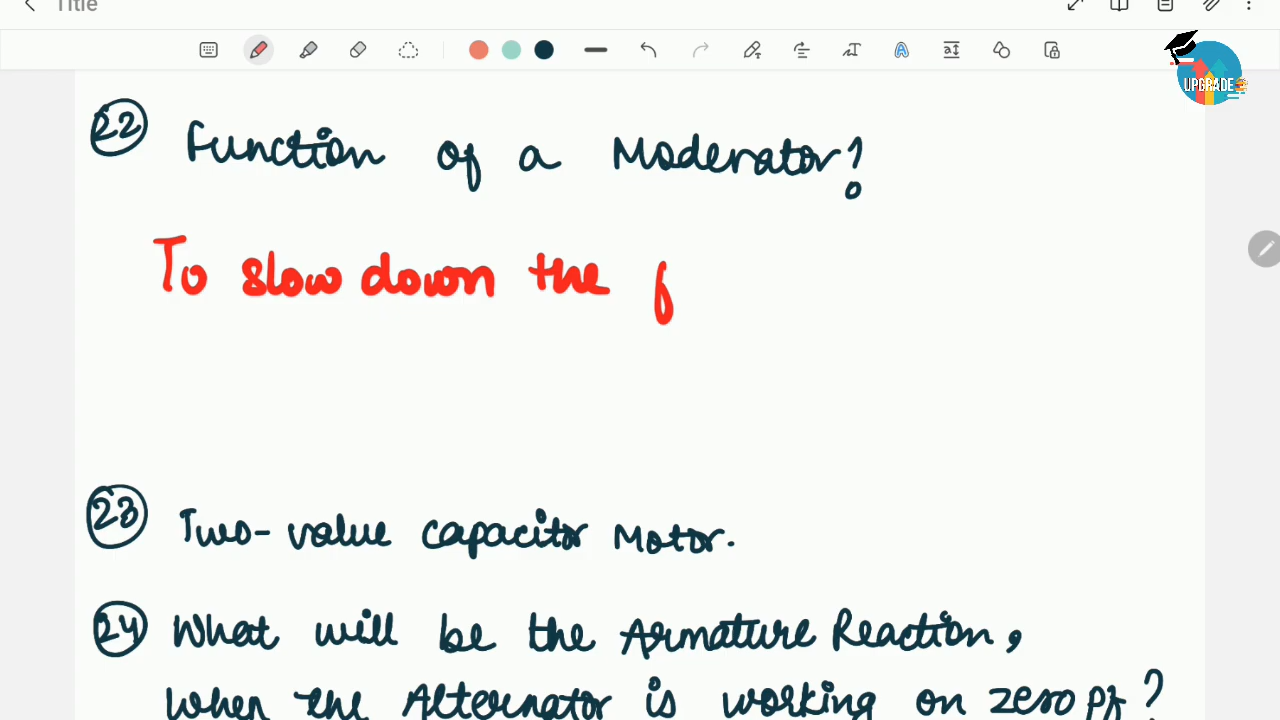 Title
UPGRADE
22 Function of a Moderator?
To slow down the f
23 Two-value capacitor Motor.
24 What will be the Armature Reaction,
When the Alternator is working on zero Pf?